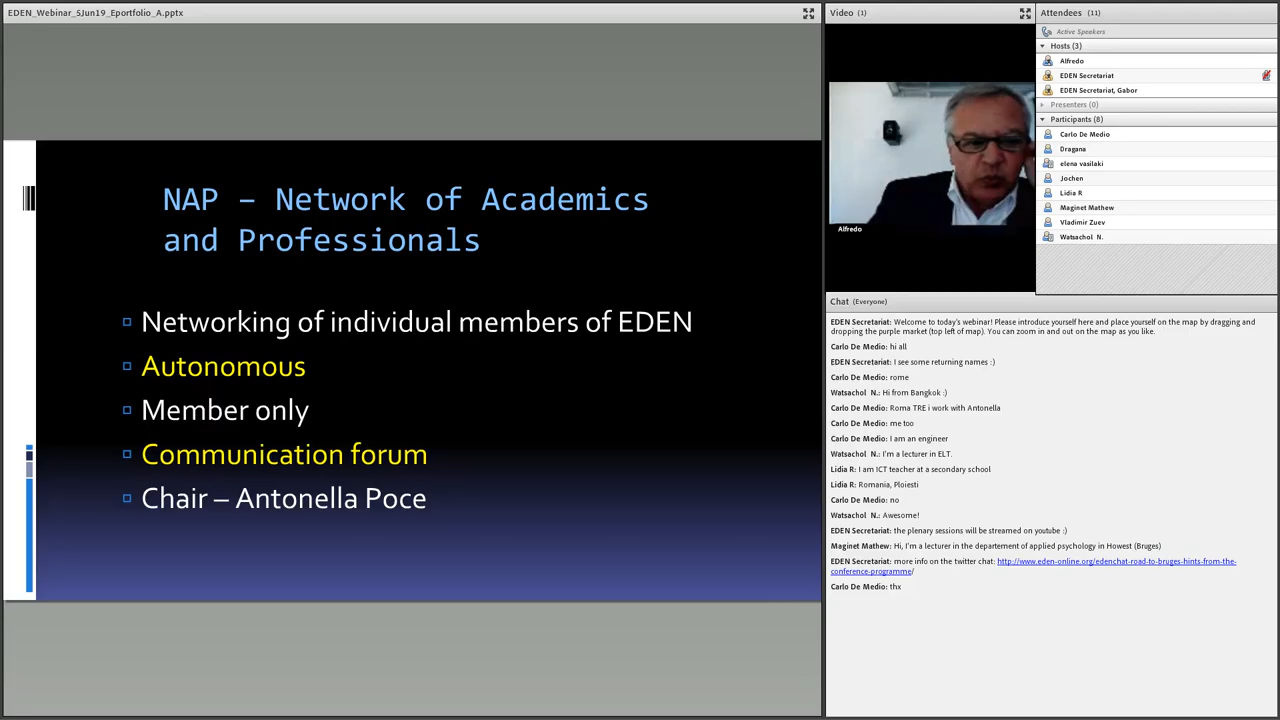 EDEN_Webinar_5Jun19_Eportfolio_A.pptx
NAP – Network of Academics
and Professionals
Networking of individual members of EDEN
Autonomous
Member only
Communication forum
Chair – Antonella Poce
Video (1)
Alfredo
Attendees (11)
Active Speakers
Hosts (3)
Alfredo
EDEN Secretariat
EDEN Secretariat, Gabor
Presenters (0)
Participants (8)
Carlo De Medio
Dragana
elena vasilaki
Jochen
Lidia R
Maginet Mathew
Vladimir Zuev
Watsachol N.
Chat (Everyone)
EDEN Secretariat: Welcome to today's webinar! Please introduce yourself here and place yourself on the map by dragging and
dropping the purple market (top left of map). You can zoom in and out on the map as you like.
Carlo De Medio: hi all
EDEN Secretariat: I see some returning names :)
Carlo De Medio: rome
Watsachol N.: Hi from Bangkok :)
Carlo De Medio: Roma TRE i work with Antonella
Carlo De Medio: me too
Carlo De Medio: I am an engineer
Watsachol N.: I'm a lecturer in ELT.
Lidia R: I am ICT teacher at a secondary school
Lidia R: Romania, Ploiesti
Carlo De Medio: no
Watsachol N.: Awesome!
EDEN Secretariat: the plenary sessions will be streamed on youtube :)
Maginet Mathew: Hi, I'm a lecturer in the departement of applied psychology in Howest (Bruges)
EDEN Secretariat: more info on the twitter chat: http://www.eden-online.org/edenchat-road-to-bruges-hints-from-the-
conference-programme/
Carlo De Medio: thx